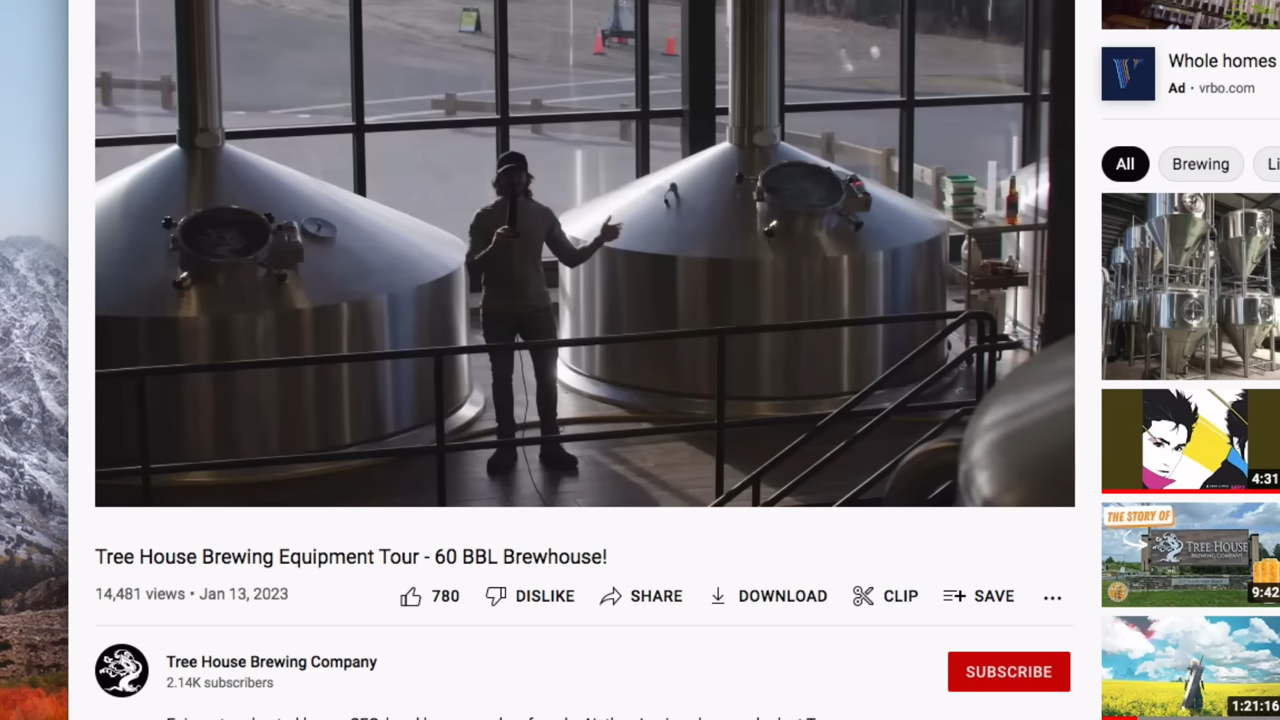 Whole homes
Ad · vrbo.com
All
Brewing
4:31
THE STORY OF
TREE HOUSE
BREWING COMPANY
9:42
1:21:16
Tree House Brewing Equipment Tour - 60 BBL Brewhouse!
14,481 views • Jan 13, 2023
780
DISLIKE
SHARE
DOWNLOAD
CLIP
SAVE
Tree House Brewing Company
2.14K subscribers
SUBSCRIBE